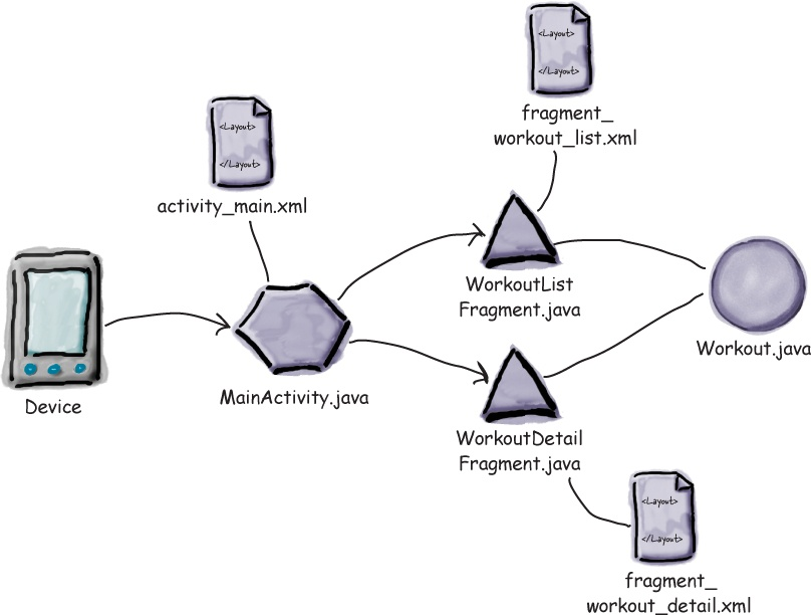 <Layout>
</Layout>
fragment_
workout_list.xml
<Layout>
</Layout>
activity_main.xml
WorkoutList
Fragment.java
Workout.java
Device
MainActivity.java
WorkoutDetail
Fragment.java
<Layout>
</Layout>
fragment_
workout_detail.xml